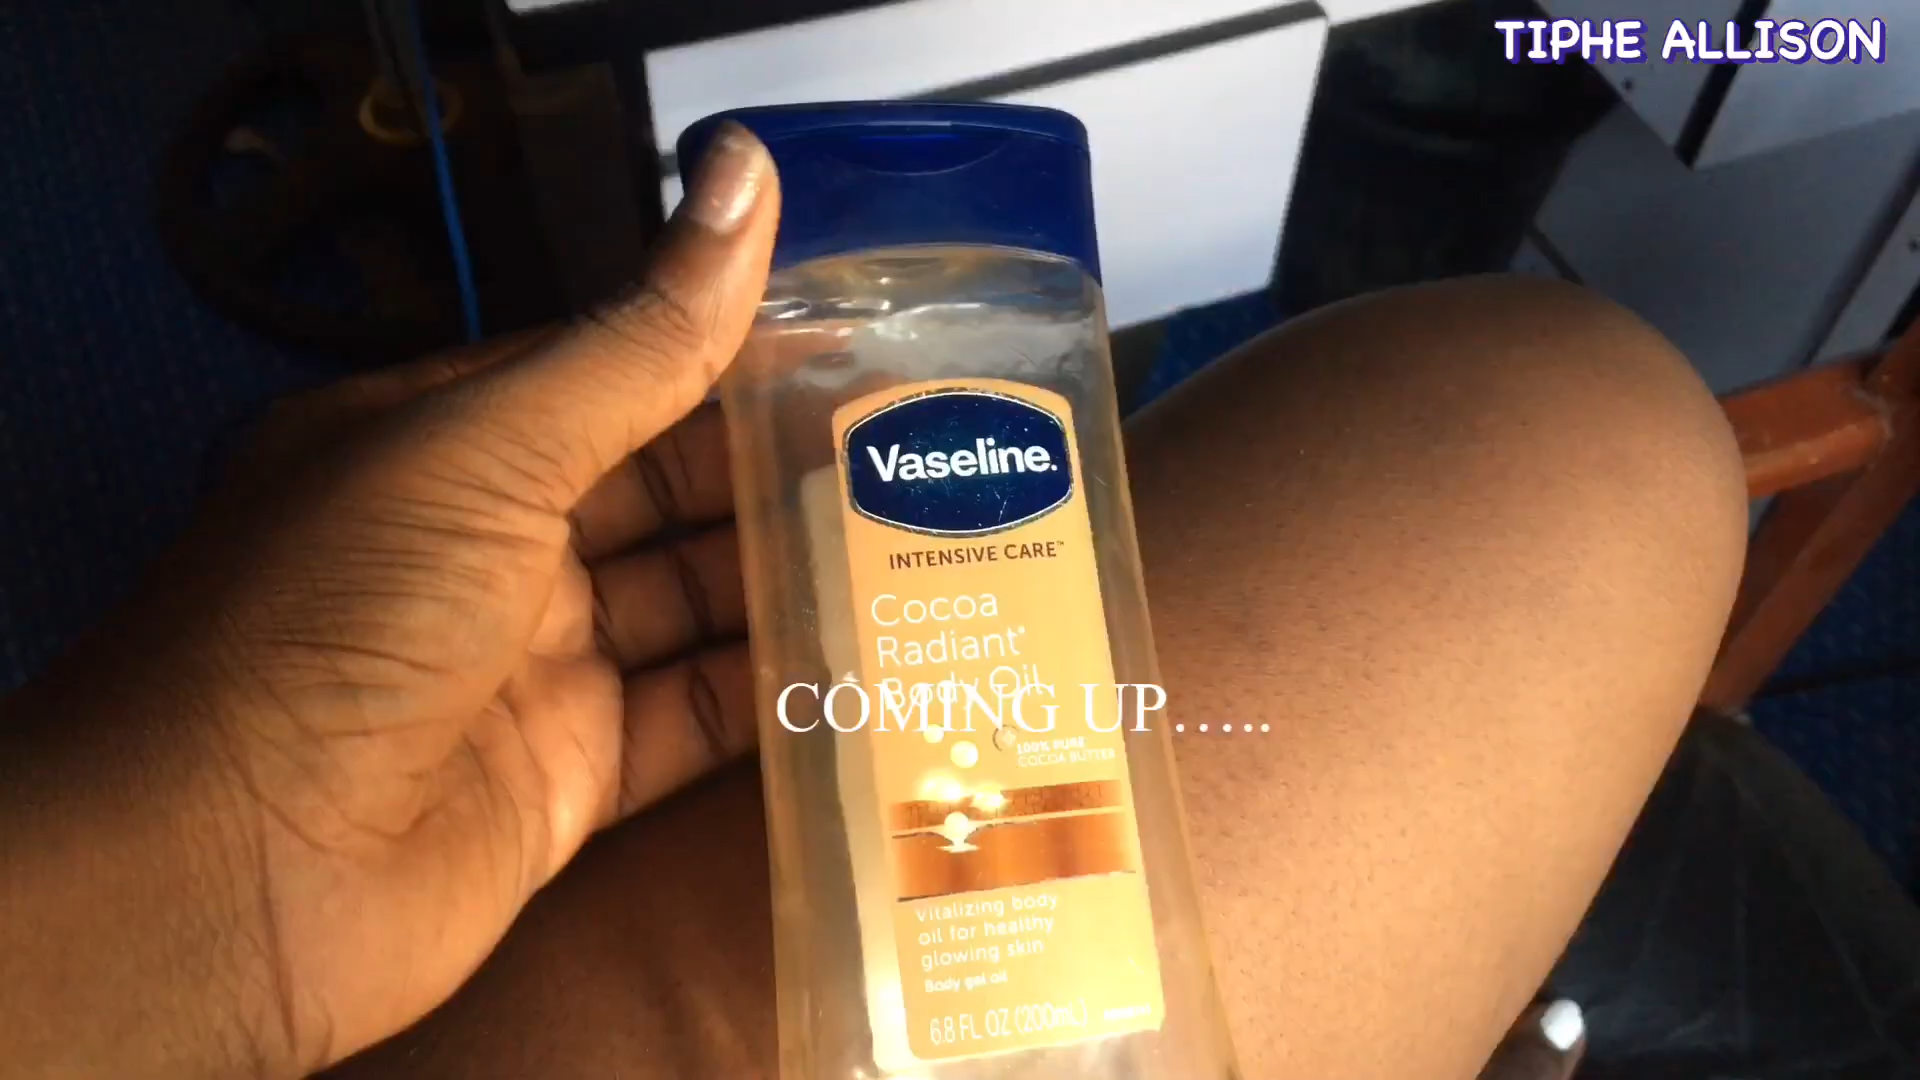 TIPHE ALLISON
Vaseline.
INTENSIVE CARE™
Cocoa
Radiant*
Body Oil
COMING UP.....
100% PURE
COCOA BUTTER
Vitalizing body
oil for healthy
glowing skin
Body gel oil
6.8 FL OZ (200mL)